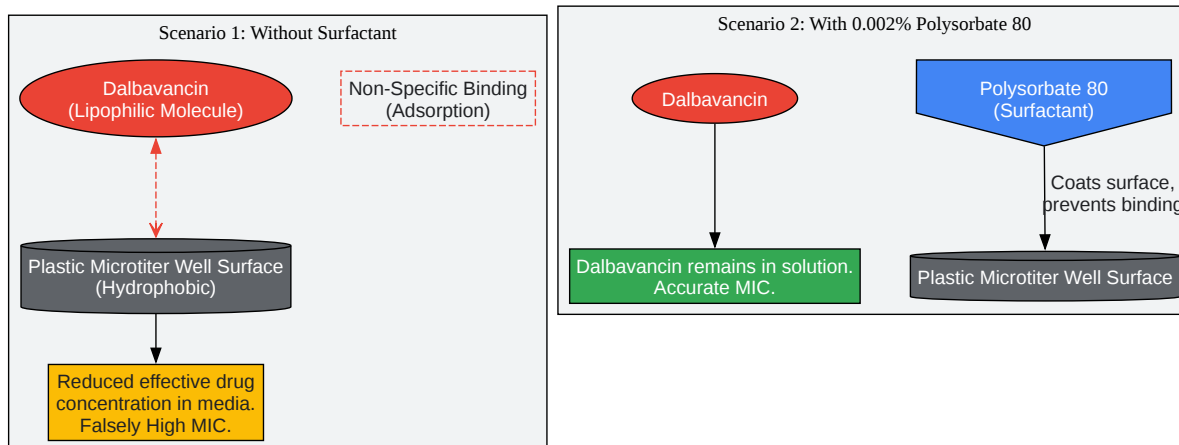 Scenario 1: Without Surfactant
Dalbavancin
(Lipophilic Molecule)
Non-Specific Binding
(Adsorption)
Plastic Microtiter Well Surface
(Hydrophobic)
Reduced effective drug
concentration in media.
Falsely High MIC.
Scenario 2: With 0.002% Polysorbate 80
Dalbavancin
Polysorbate 80
(Surfactant)
Coats surface,
prevents binding
Dalbavancin remains in solution.
Accurate MIC.
Plastic Microtiter Well Surface